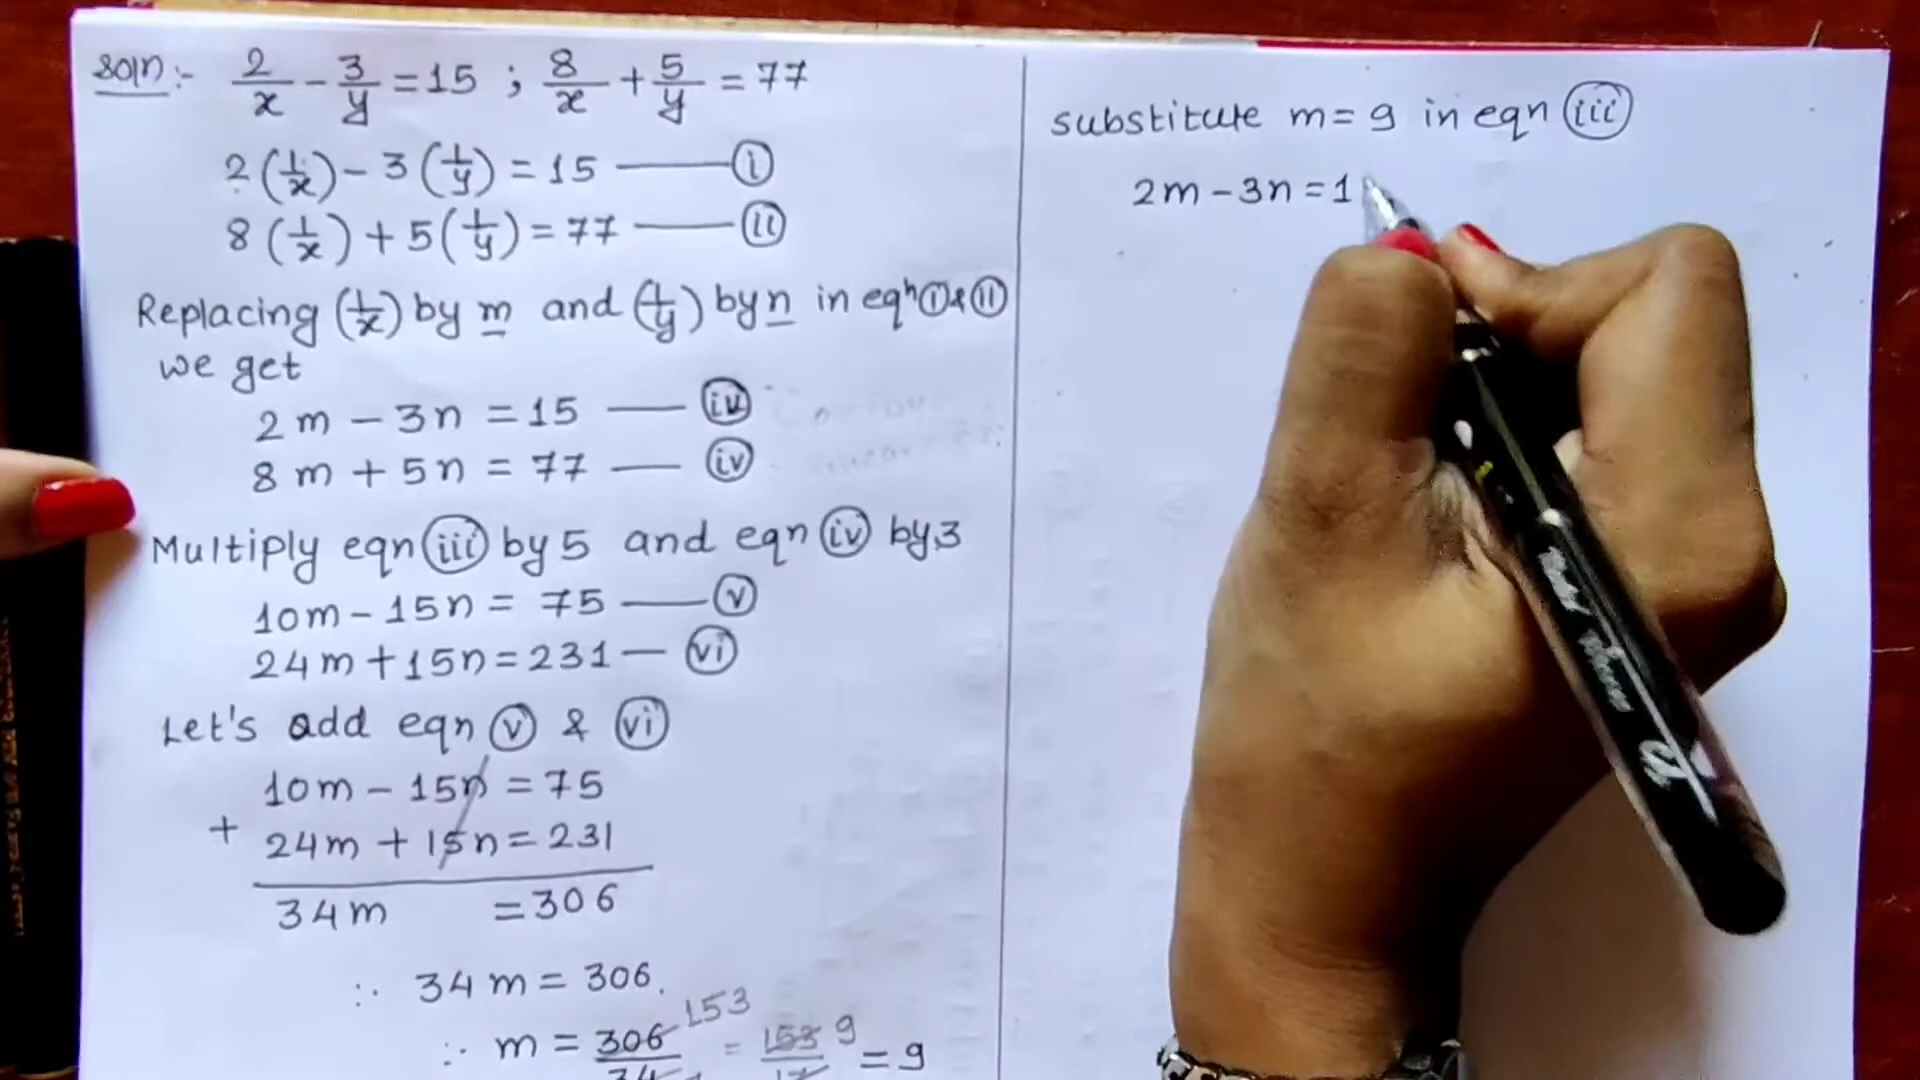 soln:- 2/x - 3/y = 15 ; 8/x + 5/y = 77
2(1/x) - 3(1/y) = 15 —— (i)
8(1/x) + 5(1/y) = 77 —— (ii)
Replacing (1/x) by m and (1/y) by n in eqn (i) & (ii)
we get
2m - 3n = 15 —— (iv)
8m + 5n = 77 —— (iv)
Multiply eqn (iii) by 5 and eqn (iv) by 3
10m - 15n = 75 —— (v)
24m + 15n = 231 — (vi)
Let's add eqn (v) & (vi)
10m - 15n = 75
+ 24m + 15n = 231
34m = 306
∴ 34m = 306.
∴ m = 306/34 153 = 153/17 9 = 9
substitute m = 9 in eqn (iii)
2m - 3n = 1